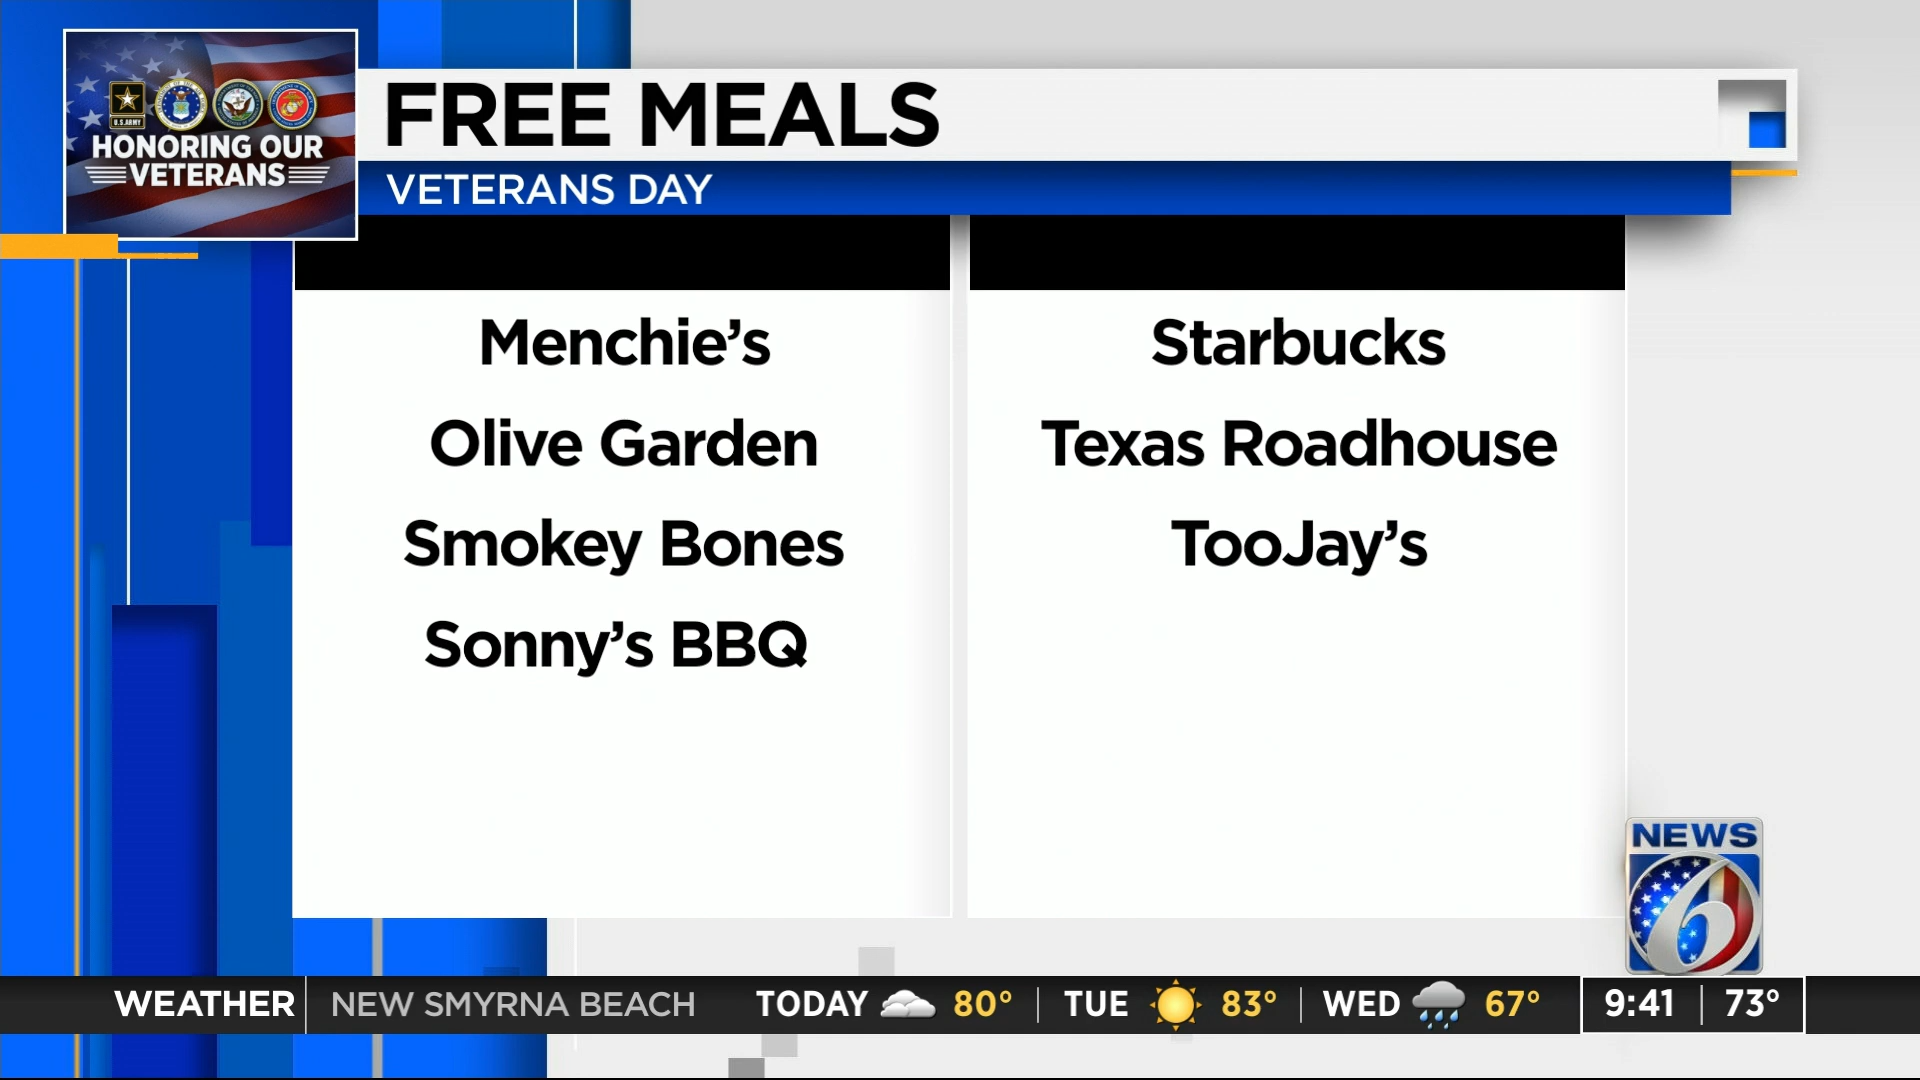 U.S.ARMY
HONORING OUR
VETERANS
FREE MEALS
VETERANS DAY
Menchie’s
Olive Garden
Smokey Bones
Sonny’s BBQ
Starbucks
Texas Roadhouse
TooJay’s
NEWS
6
WEATHER NEW SMYRNA BEACH TODAY 80° TUE 83° WED 67° 9:41 73°